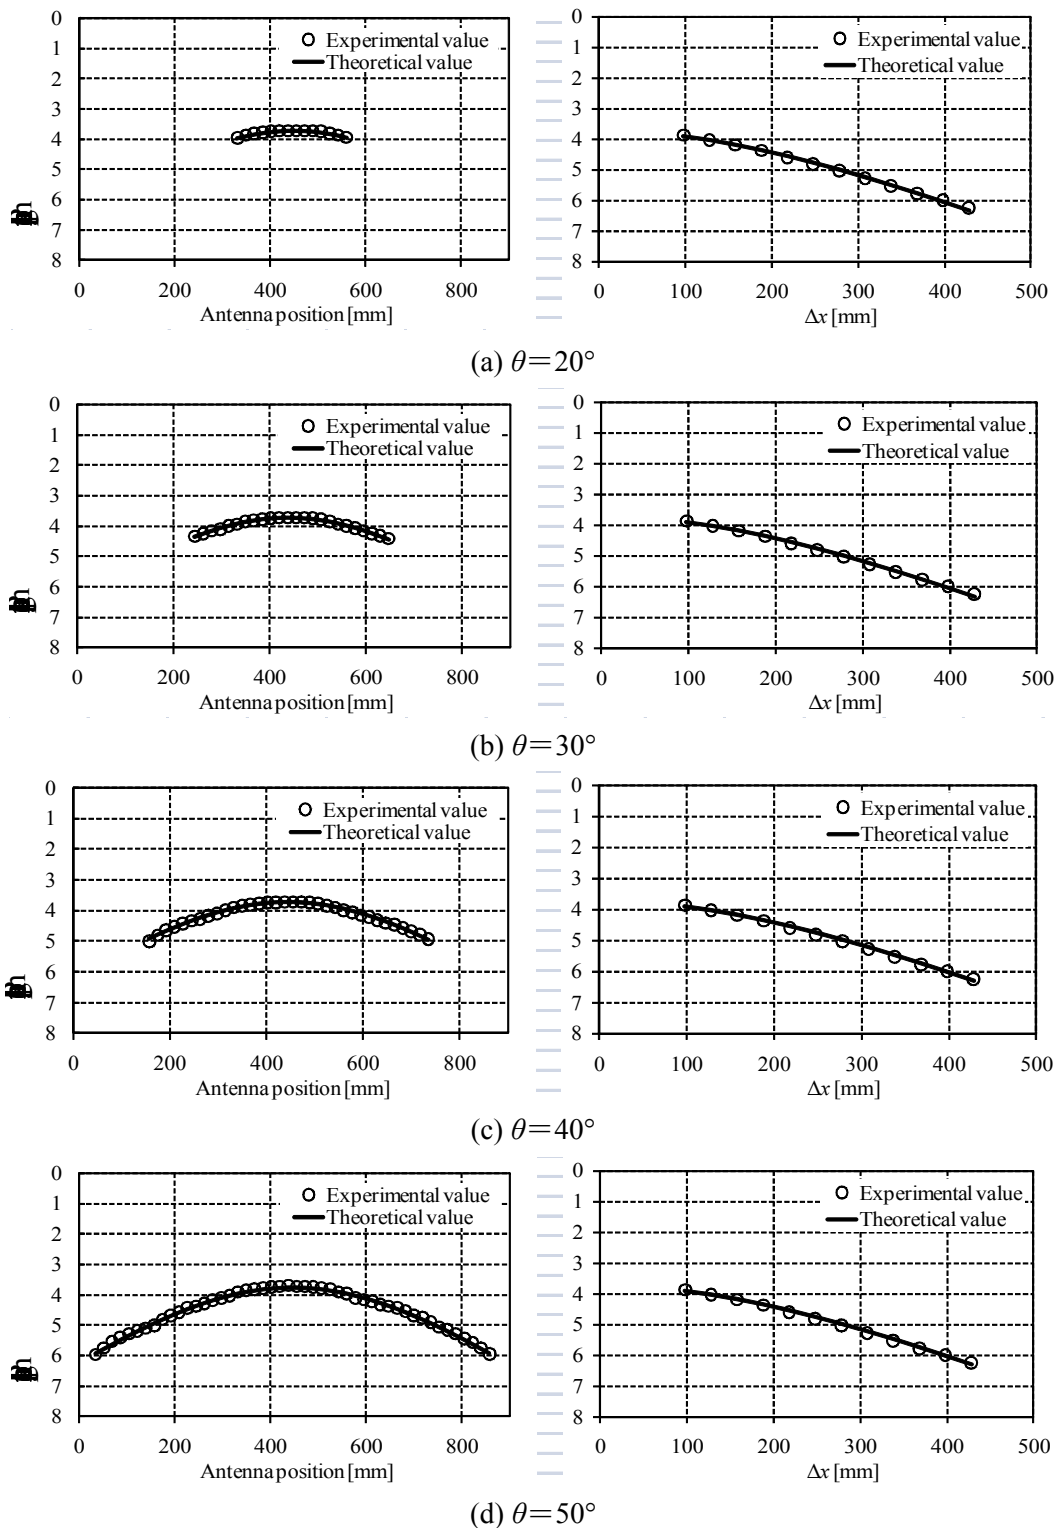 0
1
2
3
4
5
6
7
8
0 200 400 600 800
Antenna position [mm]
Experimental value
Theoretical value
0
1
2
3
4
5
6
7
8
0 100 200 300 400 500
Δx [mm]
Experimental value
Theoretical value
(a) θ=20°
0
1
2
3
4
5
6
7
8
0 200 400 600 800
Antenna position [mm]
Experimental value
Theoretical value
0
1
2
3
4
5
6
7
8
0 100 200 300 400 500
Δx [mm]
Experimental value
Theoretical value
(b) θ=30°
0
1
2
3
4
5
6
7
8
0 200 400 600 800
Antenna position [mm]
Experimental value
Theoretical value
0
1
2
3
4
5
6
7
8
0 100 200 300 400 500
Δx [mm]
Experimental value
Theoretical value
(c) θ=40°
0
1
2
3
4
5
6
7
8
0 200 400 600 800
Antenna position [mm]
Experimental value
Theoretical value
0
1
2
3
4
5
6
7
8
0 100 200 300 400 500
Δx [mm]
Experimental value
Theoretical value
(d) θ=50°